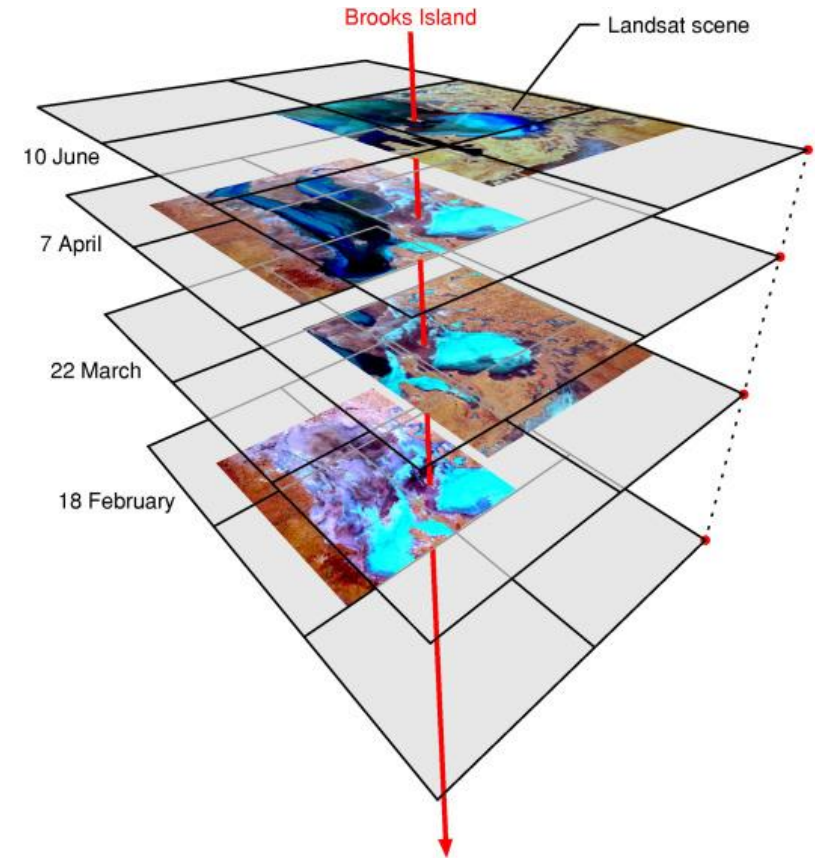 Brooks Island
Landsat scene
10 June
7 April
22 March
18 February